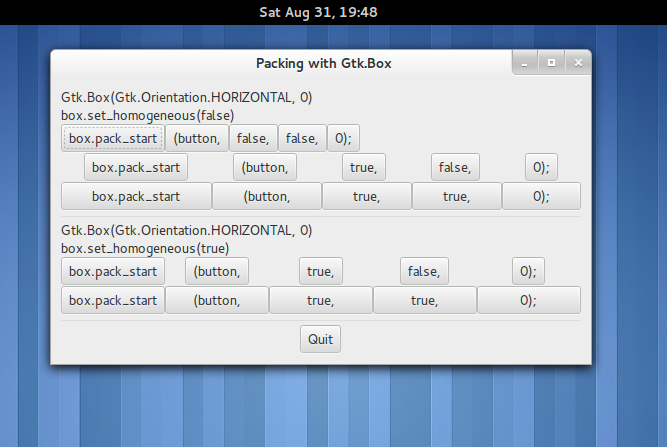 Sat Aug 31, 19:48
Packing with Gtk.Box
Gtk.Box(Gtk.Orientation.HORIZONTAL, 0)
box.set_homogeneous(false)
box.pack_start (button, false, false, 0);
box.pack_start (button, true, false, 0);
box.pack_start (button, true, true, 0);
Gtk.Box(Gtk.Orientation.HORIZONTAL, 0)
box.set_homogeneous(true)
box.pack_start (button, true, false, 0);
box.pack_start (button, true, true, 0);
Quit